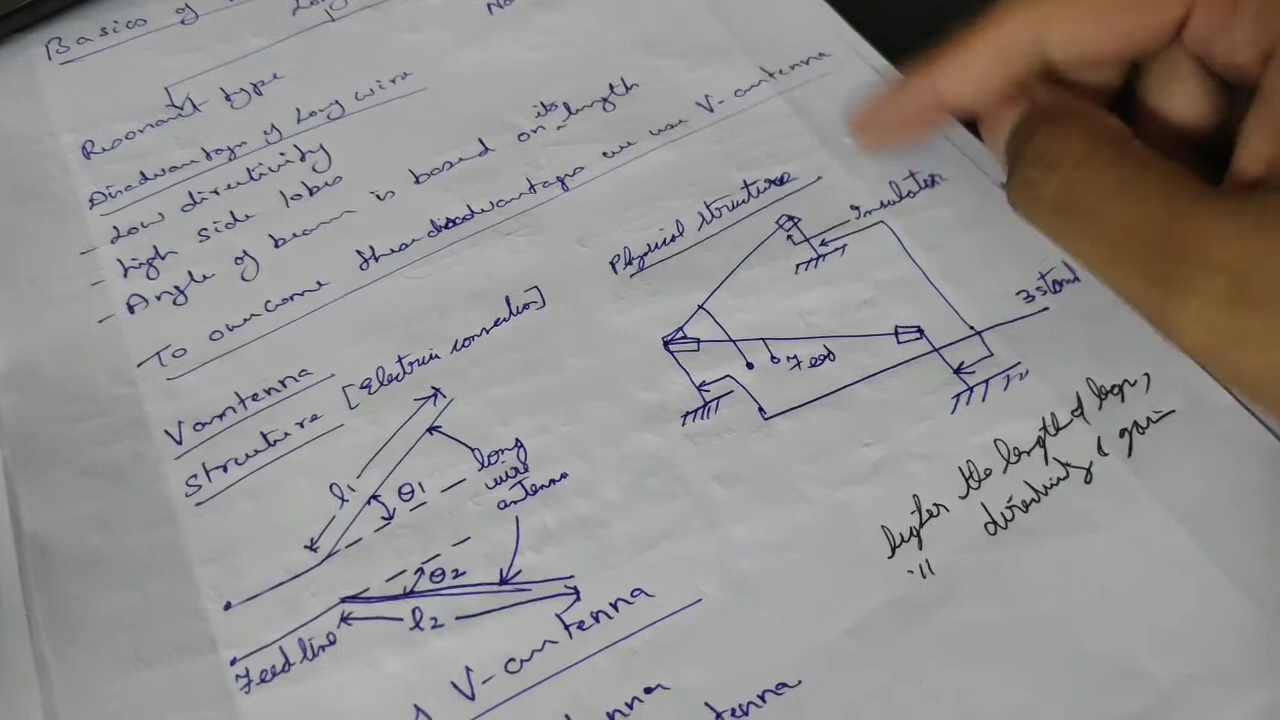 Basics of
Resonant type
Disadvantage of Long wire
- Low directivity
- high side lobes
- Angle of beam is based on its length
To overcome these disadvantages we use V-antenna
V antenna
Structure [Electric connection]
l1
θ1
long
wire
antenna
θ2
l2
Feed line
Physical structure
Insulator
Feed
3 stand
higher the length of legs,
" directivity & gain
V-antenna